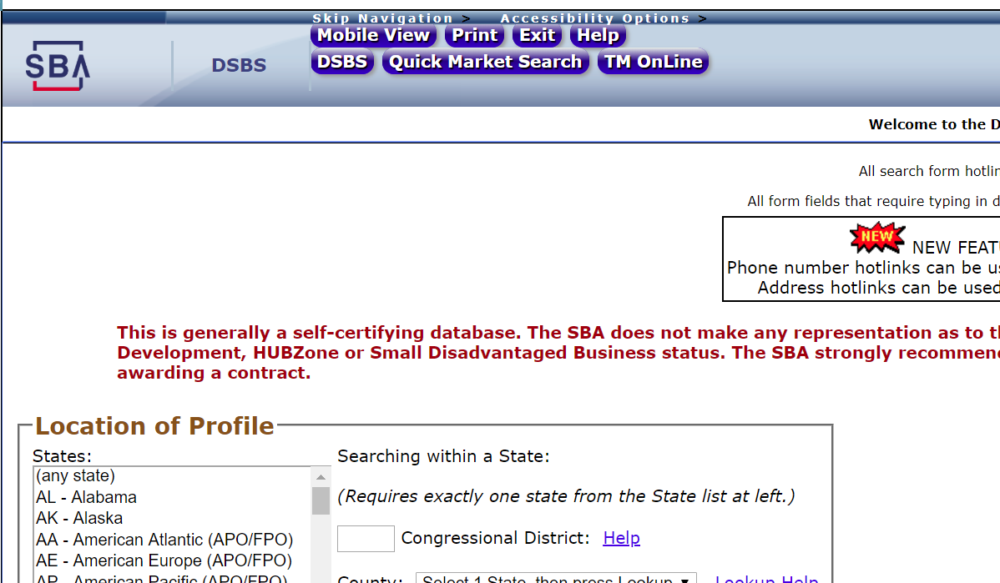 Skip Navigation > Accessibility Options >
Mobile View Print Exit Help
SBA DSBS
DSBS Quick Market Search TM OnLine
Welcome to the D
All search form hotlin
All form fields that require typing in d
NEW NEW FEATU
Phone number hotlinks can be us
Address hotlinks can be used
This is generally a self-certifying database. The SBA does not make any representation as to th
Development, HUBZone or Small Disadvantaged Business status. The SBA strongly recommend
awarding a contract.
Location of Profile
States:
(any state)
AL - Alabama
AK - Alaska
AA - American Atlantic (APO/FPO)
AE - American Europe (APO/FPO)
AP - American Pacific (APO/FPO)
Searching within a State:
(Requires exactly one state from the State list at left.)
Congressional District: Help
County: Select 1 State, then press Lookup Lookup Help